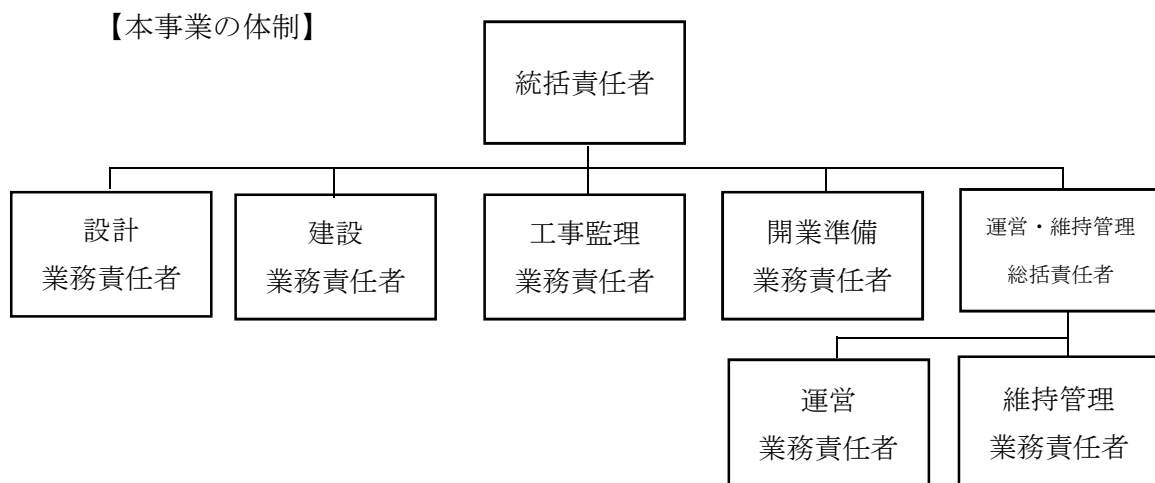 【本事業の体制】
統括責任者
設計
業務責任者
建設
業務責任者
工事監理
業務責任者
開業準備
業務責任者
運営・維持管理
総括責任者
運営
業務責任者
維持管理
業務責任者